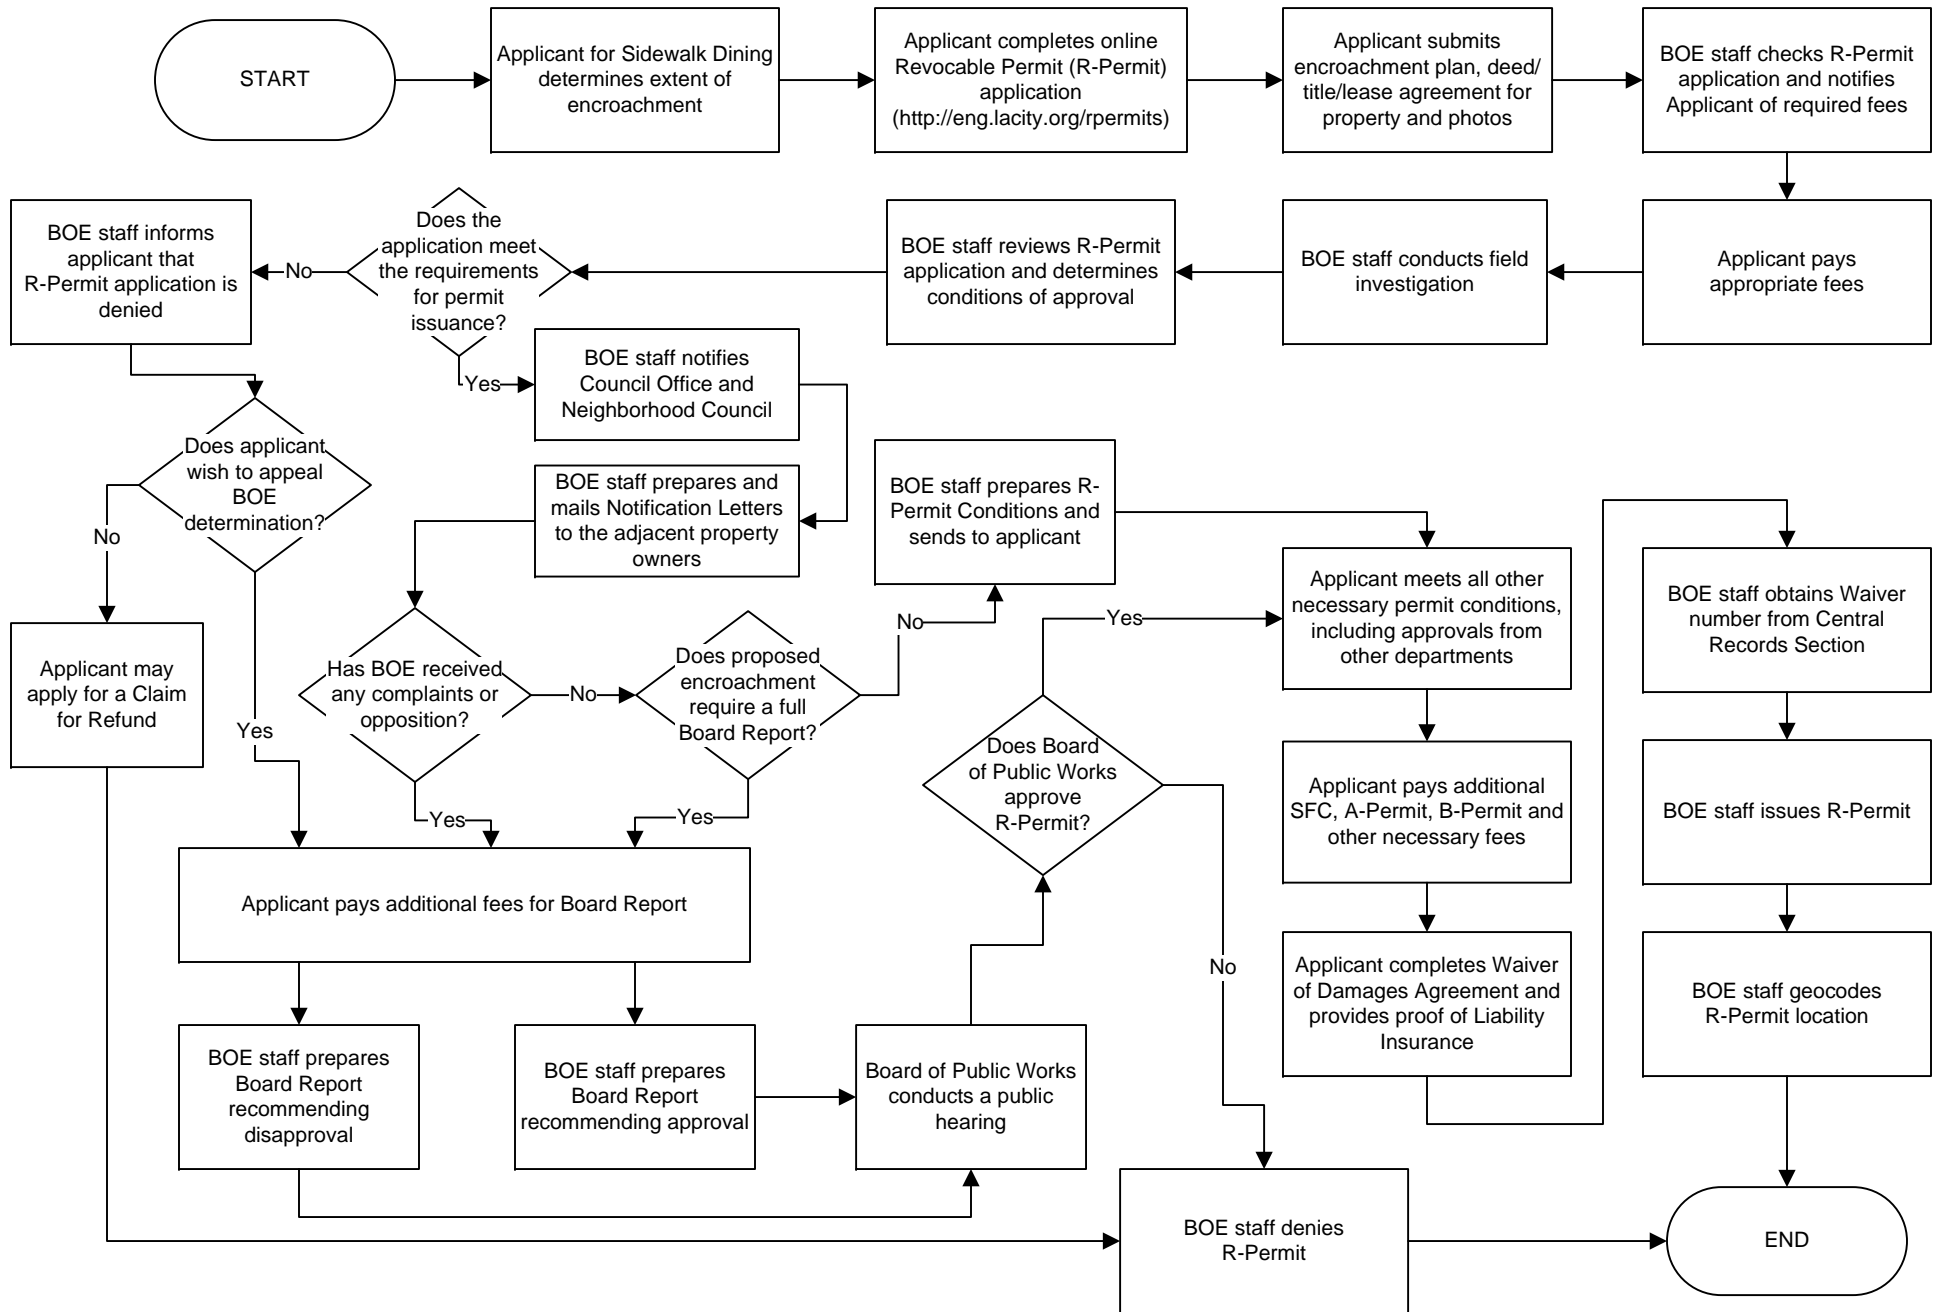 START
Applicant for Sidewalk Dining
determines extent of
encroachment
Applicant completes online
Revocable Permit (R-Permit)
application
(http://eng.lacity.org/rpermits)
Applicant submits
encroachment plan, deed/
title/lease agreement for
property and photos
BOE staff checks R-Permit
application and notifies
Applicant of required fees
Applicant pays
appropriate fees
BOE staff conducts field
investigation
BOE staff reviews R-Permit
application and determines
conditions of approval
Does the
application meet
the requirements
for permit
issuance?
No
BOE staff informs
applicant that
R-Permit application is
denied
Yes
BOE staff notifies
Council Office and
Neighborhood Council
Does applicant
wish to appeal
BOE
determination?
No
Applicant may
apply for a Claim
for Refund
Yes
BOE staff prepares and
mails Notification Letters
to the adjacent property
owners
Has BOE received
any complaints or
opposition?
No
Yes
Does proposed
encroachment
require a full
Board Report?
No
Yes
BOE staff prepares R-
Permit Conditions and
sends to applicant
Applicant pays additional fees for Board Report
BOE staff prepares
Board Report
recommending
disapproval
BOE staff prepares
Board Report
recommending approval
Board of Public Works
conducts a public
hearing
Does Board
of Public Works
approve
R-Permit?
Yes
No
Applicant meets all other
necessary permit conditions,
including approvals from
other departments
Applicant pays additional
SFC, A-Permit, B-Permit and
other necessary fees
Applicant completes Waiver
of Damages Agreement and
provides proof of Liability
Insurance
BOE staff obtains Waiver
number from Central
Records Section
BOE staff issues R-Permit
BOE staff geocodes
R-Permit location
BOE staff denies
R-Permit
END